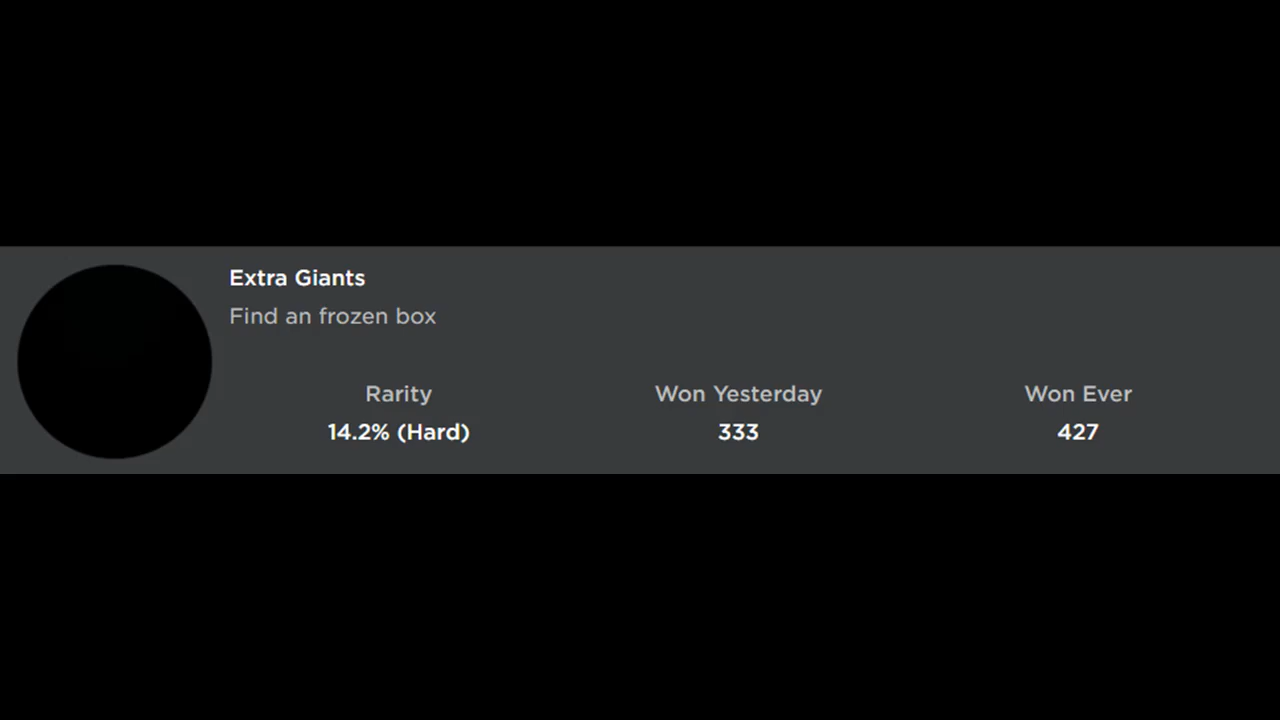 Extra Giants
Find an frozen box
Rarity Won Yesterday Won Ever
14.2% (Hard) 333 427